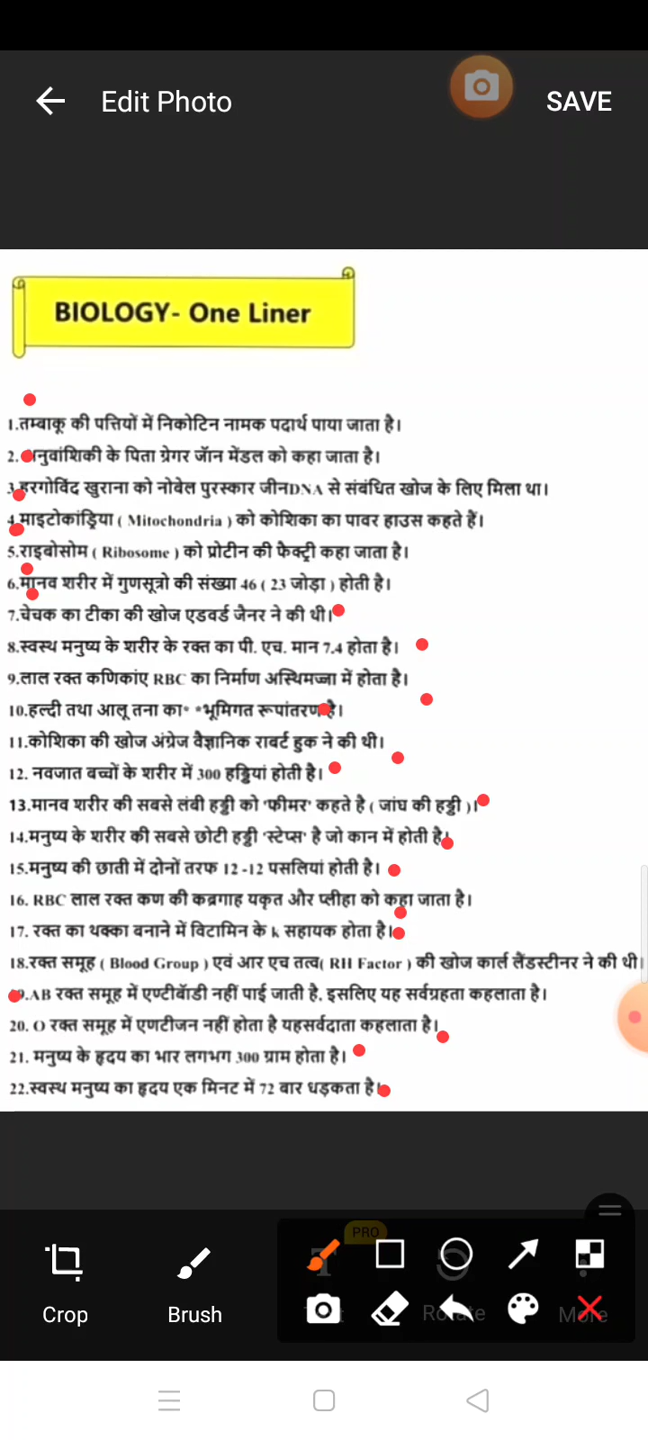 Edit Photo
SAVE
BIOLOGY- One Liner
1.तम्बाकू की पत्तियों में निकोटिन नामक पदार्थ पाया जाता है।
2.अनुवांशिकी के पिता ग्रेगर जॉन मेंडल को कहा जाता है।
3.हरगोविंद खुराना को नोबेल पुरस्कार जीनDNA से संबंधित खोज के लिए मिला था।
4.माइटोकांड्रिया ( Mitochondria ) को कोशिका का पावर हाउस कहते हैं।
5.राइबोसोम ( Ribosome ) को प्रोटीन की फैक्ट्री कहा जाता है।
6.मानव शरीर में गुणसूत्रो की संख्या 46 ( 23 जोड़ा ) होती है।
7.चेचक का टीका की खोज एडवर्ड जैनर ने की थी।
8.स्वस्थ मनुष्य के शरीर के रक्त का पी. एच. मान 7.4 होता है।
9.लाल रक्त कणिकांए RBC का निर्माण अस्थिमज्जा में होता है।
10.हल्दी तथा आलू तना का* *भूमिगत रूपांतरण है।
11.कोशिका की खोज अंग्रेज वैज्ञानिक राबर्ट हुक ने की थी।
12. नवजात बच्चों के शरीर में 300 हड्डियां होती है।
13.मानव शरीर की सबसे लंबी हड्डी को 'फीमर' कहते है ( जांघ की हड्डी )।
14.मनुष्य के शरीर की सबसे छोटी हड्डी 'स्टेप्स' है जो कान में होती है।
15.मनुष्य की छाती में दोनों तरफ 12 -12 पसलियां होती है।
16. RBC लाल रक्त कण की कब्रगाह यकृत और प्लीहा को कहा जाता है।
17. रक्त का थक्का बनाने में विटामिन के k सहायक होता है।
18.रक्त समूह ( Blood Group ) एवं आर एच तत्व( RH Factor ) की खोज कार्ल लैंडस्टीनर ने की थी।
19.AB रक्त समूह में एण्टीबॉडी नहीं पाई जाती है, इसलिए यह सर्वग्रहता कहलाता है।
20. O रक्त समूह में एणटीजन नहीं होता है यहसर्वदाता कहलाता है।
21. मनुष्य के हृदय का भार लगभग 300 ग्राम होता है।
22.स्वस्थ मनुष्य का हृदय एक मिनट में 72 बार धड़कता है।
PRO
Crop
Brush
Rotate
More